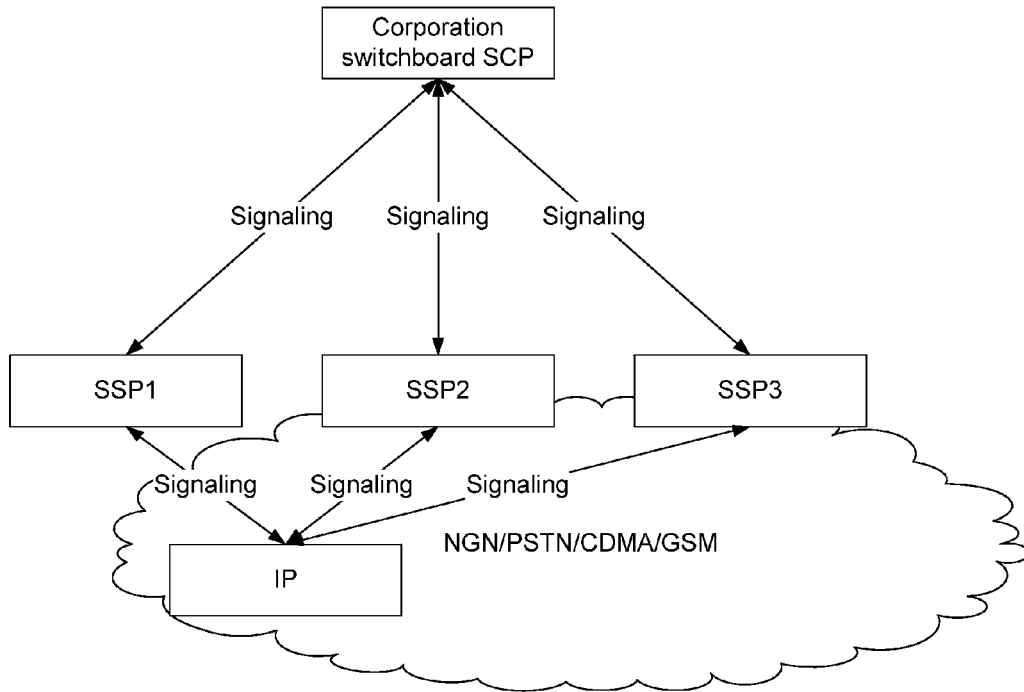 Corporation
switchboard SCP
Signaling
Signaling
Signaling
SSP1
SSP2
SSP3
Signaling
Signaling
Signaling
NGN/PSTN/CDMA/GSM
IP